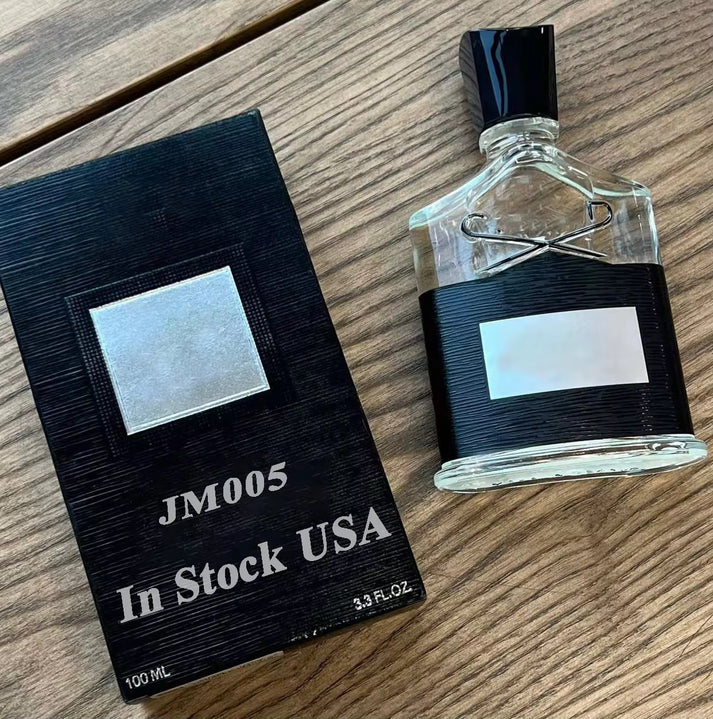 JM005
In Stock USA
3.3 FL.OZ.
100 ML